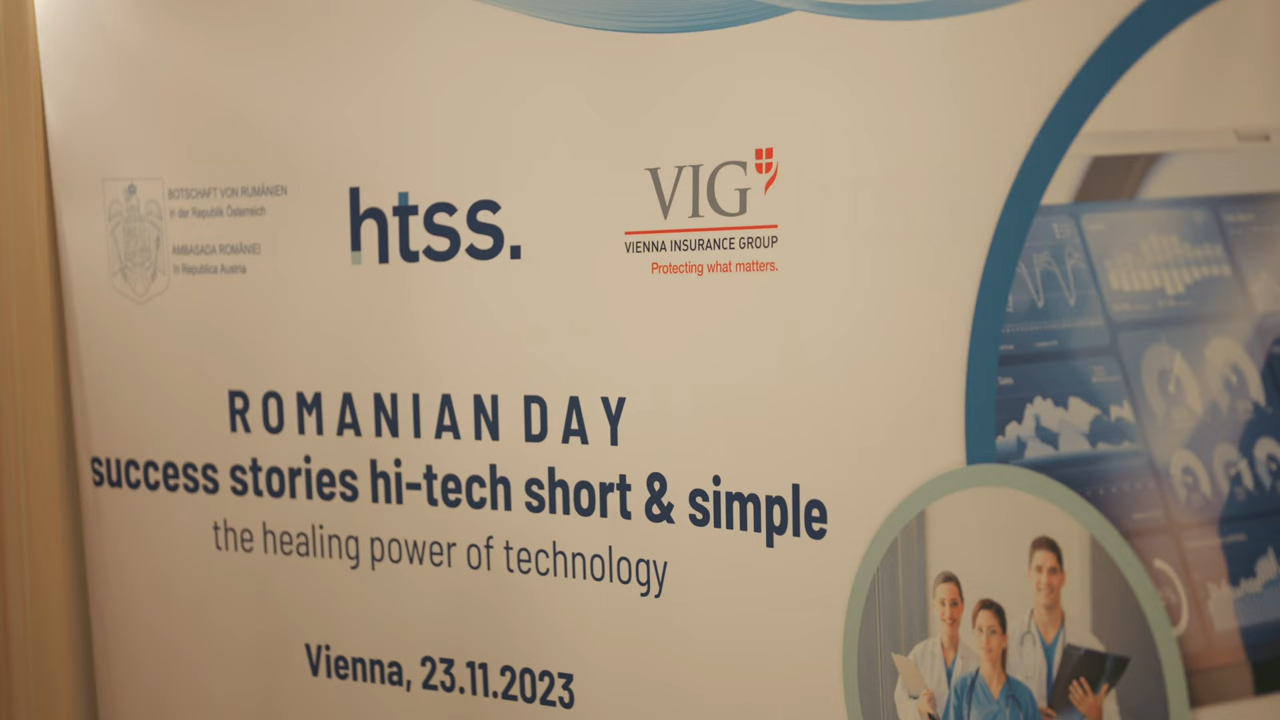 BOTSCHAFT VON RUMÄNIEN
in der Republik Österreich
AMBASADA ROMÂNIEI
în Republica Austria
htss.
VIG
VIENNA INSURANCE GROUP
Protecting what matters.
ROMANIAN DAY
success stories hi-tech short & simple
the healing power of technology
Vienna, 23.11.2023